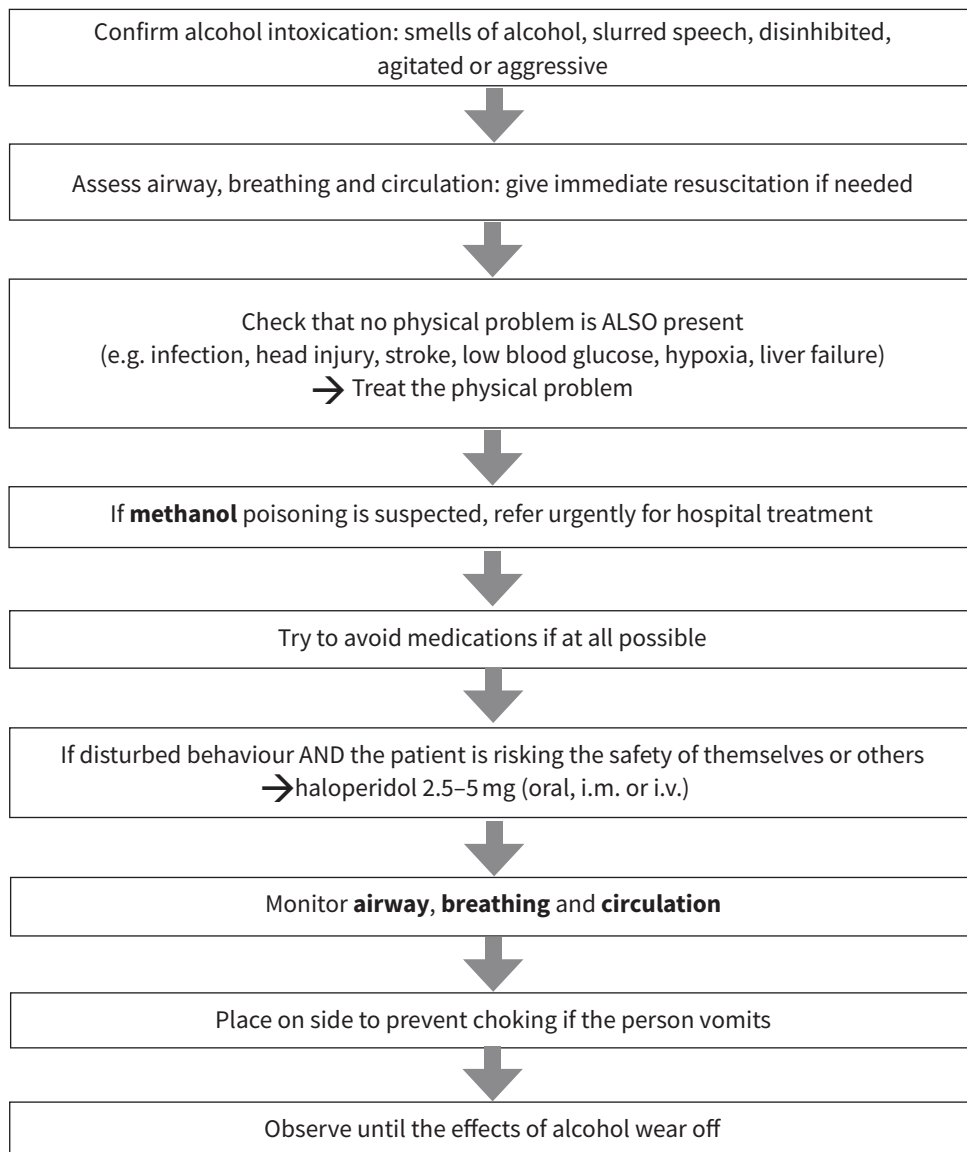 Confirm alcohol intoxication: smells of alcohol, slurred speech, disinhibited,
agitated or aggressive
Assess airway, breathing and circulation: give immediate resuscitation if needed
Check that no physical problem is ALSO present
(e.g. infection, head injury, stroke, low blood glucose, hypoxia, liver failure)
→ Treat the physical problem
If methanol poisoning is suspected, refer urgently for hospital treatment
Try to avoid medications if at all possible
If disturbed behaviour AND the patient is risking the safety of themselves or others
→haloperidol 2.5–5 mg (oral, i.m. or i.v.)
Monitor airway, breathing and circulation
Place on side to prevent choking if the person vomits
Observe until the effects of alcohol wear off